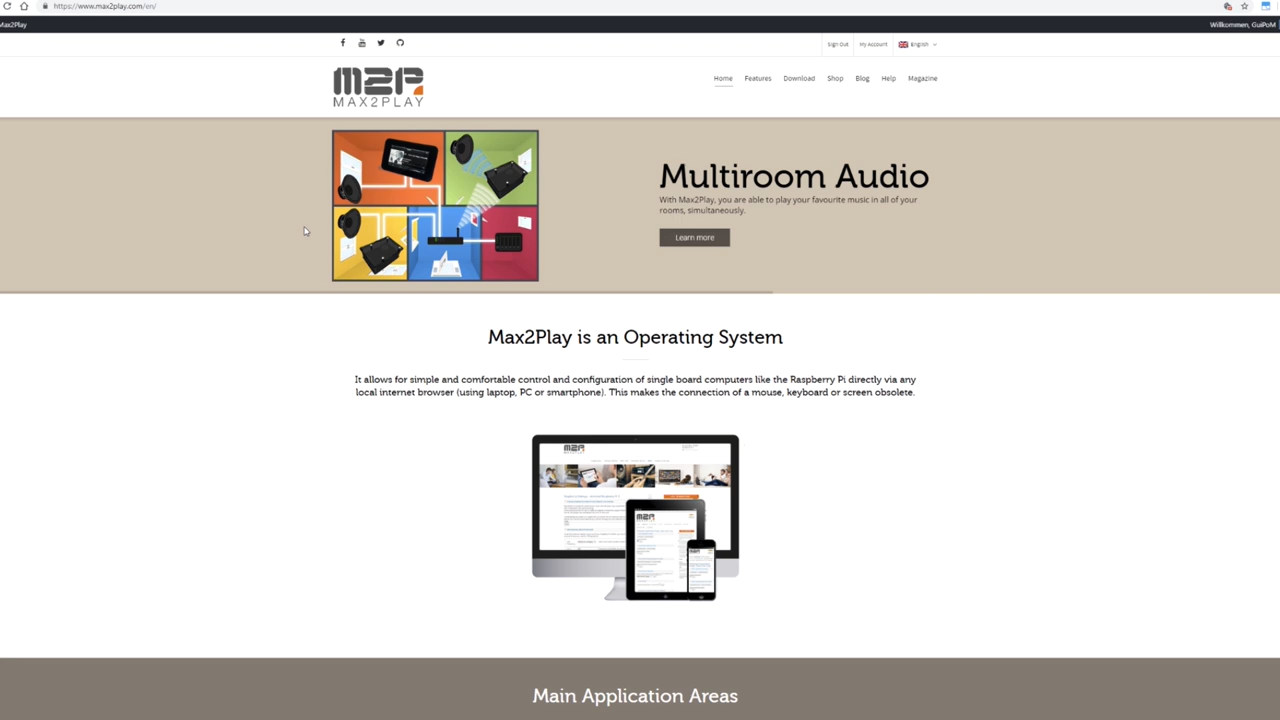 https://www.max2play.com/en/
Max2Play
Willkommen, GuiPoM
Sign Out
My Account
English
M2P
MAX2PLAY
Home
Features
Download
Shop
Blog
Help
Magazine
Multiroom Audio
With Max2Play, you are able to play your favourite music in all of your
rooms, simultaneously.
Learn more
Max2Play is an Operating System
It allows for simple and comfortable control and configuration of single board computers like the Raspberry Pi directly via any
local internet browser (using laptop, PC or smartphone). This makes the connection of a mouse, keyboard or screen obsolete.
M2P
M2P
Main Application Areas